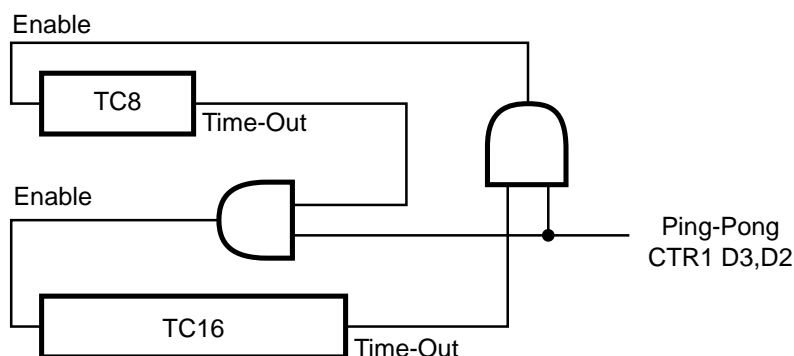 Enable
TC8
Time-Out
Enable
Ping-Pong
CTR1 D3,D2
TC16
Time-Out